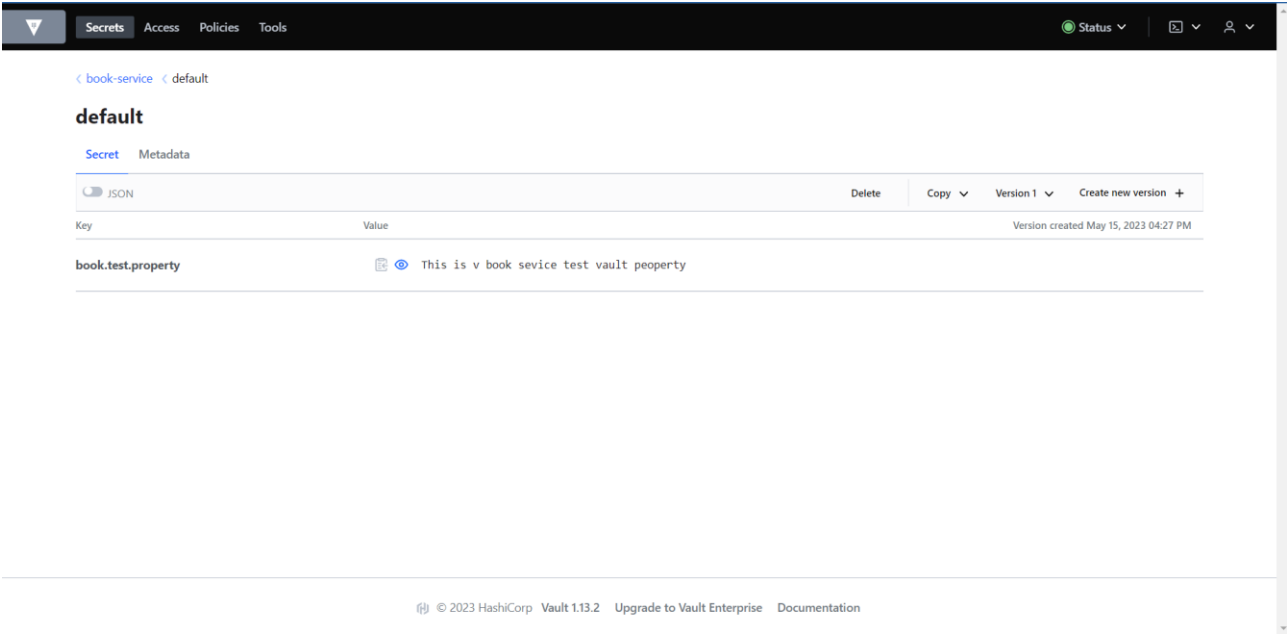 Secrets Access Policies Tools Status
book-service default
default
Secret Metadata
JSON Delete Copy Version 1 Create new version
Key Value Version created May 15, 2023 04:27 PM
book.test.property This is v book sevice test vault peoperty
© 2023 HashiCorp Vault 1.13.2 Upgrade to Vault Enterprise Documentation